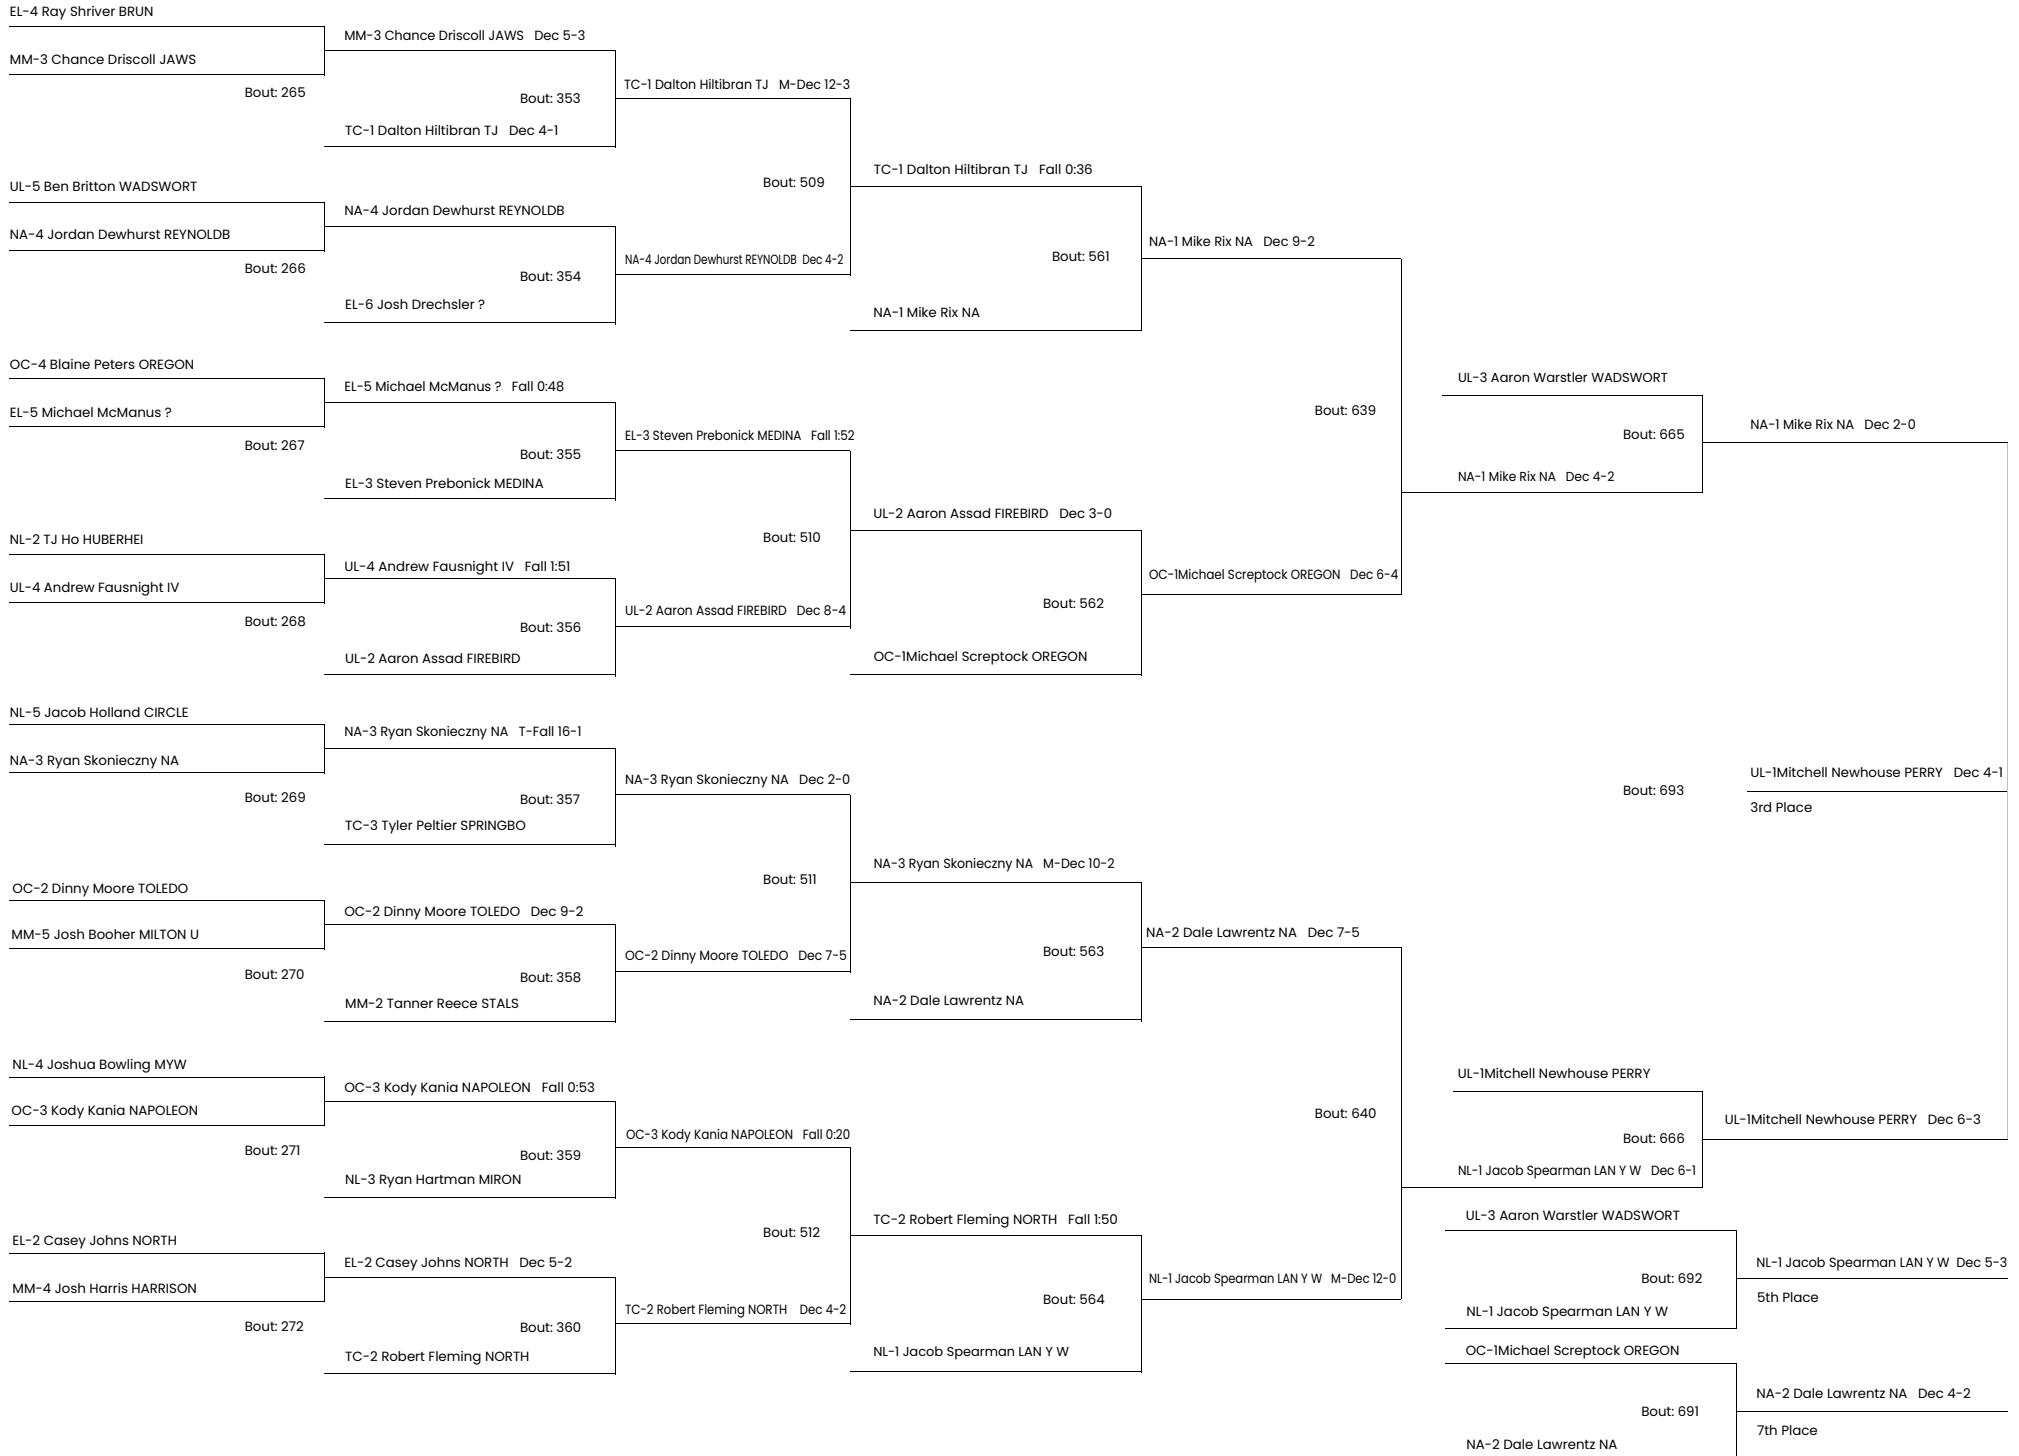 EL-4 Ray Shriver BRUN
MM-3 Chance Driscoll JAWS
Bout: 265
UL-5 Ben Britton WADSWORT
NA-4 Jordan Dewhurst REYNOLDB
Bout: 266
OC-4 Blaine Peters OREGON
EL-5 Michael McManus ?
Bout: 267
NL-2 TJ Ho HUBERHEI
UL-4 Andrew Fausnight IV
Bout: 268
NL-5 Jacob Holland CIRCLE
NA-3 Ryan Skonieczny NA
Bout: 269
OC-2 Dinny Moore TOLEDO
MM-5 Josh Booher MILTON U
Bout: 270
NL-4 Joshua Bowling MYW
OC-3 Kody Kania NAPOLEON
Bout: 271
EL-2 Casey Johns NORTH
MM-4 Josh Harris HARRISON
Bout: 272
MM-3 Chance Driscoll JAWS Dec 5-3
Bout: 353
TC-1 Dalton Hiltibran TJ Dec 4-1
NA-4 Jordan Dewhurst REYNOLDB
Bout: 354
EL-6 Josh Drechsler ?
EL-5 Michael McManus ? Fall 0:48
Bout: 355
EL-3 Steven Prebonick MEDINA
UL-4 Andrew Fausnight IV Fall 1:51
Bout: 356
UL-2 Aaron Assad FIREBIRD
NA-3 Ryan Skonieczny NA T-Fall 16-1
Bout: 357
TC-3 Tyler Peltier SPRINGBO
OC-2 Dinny Moore TOLEDO Dec 9-2
Bout: 358
MM-2 Tanner Reece STALS
OC-3 Kody Kania NAPOLEON Fall 0:53
Bout: 359
NL-3 Ryan Hartman MIRON
EL-2 Casey Johns NORTH Dec 5-2
Bout: 360
TC-2 Robert Fleming NORTH
TC-1 Dalton Hiltibran TJ M-Dec 12-3
Bout: 509
NA-4 Jordan Dewhurst REYNOLDB Dec 4-2
EL-3 Steven Prebonick MEDINA Fall 1:52
Bout: 510
UL-2 Aaron Assad FIREBIRD Dec 8-4
NA-3 Ryan Skonieczny NA Dec 2-0
Bout: 511
OC-2 Dinny Moore TOLEDO Dec 7-5
OC-3 Kody Kania NAPOLEON Fall 0:20
Bout: 512
TC-2 Robert Fleming NORTH Dec 4-2
TC-1 Dalton Hiltibran TJ Fall 0:36
Bout: 561
NA-1 Mike Rix NA
UL-2 Aaron Assad FIREBIRD Dec 3-0
Bout: 562
OC-1Michael Screptock OREGON
NA-3 Ryan Skonieczny NA M-Dec 10-2
Bout: 563
NA-2 Dale Lawrentz NA
TC-2 Robert Fleming NORTH Fall 1:50
Bout: 564
NL-1 Jacob Spearman LAN Y W
NA-1 Mike Rix NA Dec 9-2
Bout: 639
OC-1Michael Screptock OREGON Dec 6-4
NA-2 Dale Lawrentz NA Dec 7-5
Bout: 640
NL-1 Jacob Spearman LAN Y W M-Dec 12-0
UL-3 Aaron Warstler WADSWORT
Bout: 665
NA-1 Mike Rix NA Dec 4-2
UL-1Mitchell Newhouse PERRY
Bout: 666
NL-1 Jacob Spearman LAN Y W Dec 6-1
NA-1 Mike Rix NA Dec 2-0
Bout: 693
UL-1Mitchell Newhouse PERRY Dec 4-1
3rd Place
UL-1Mitchell Newhouse PERRY Dec 6-3
UL-3 Aaron Warstler WADSWORT
Bout: 692
NL-1 Jacob Spearman LAN Y W
NL-1 Jacob Spearman LAN Y W Dec 5-3
5th Place
OC-1Michael Screptock OREGON
Bout: 691
NA-2 Dale Lawrentz NA
NA-2 Dale Lawrentz NA Dec 4-2
7th Place